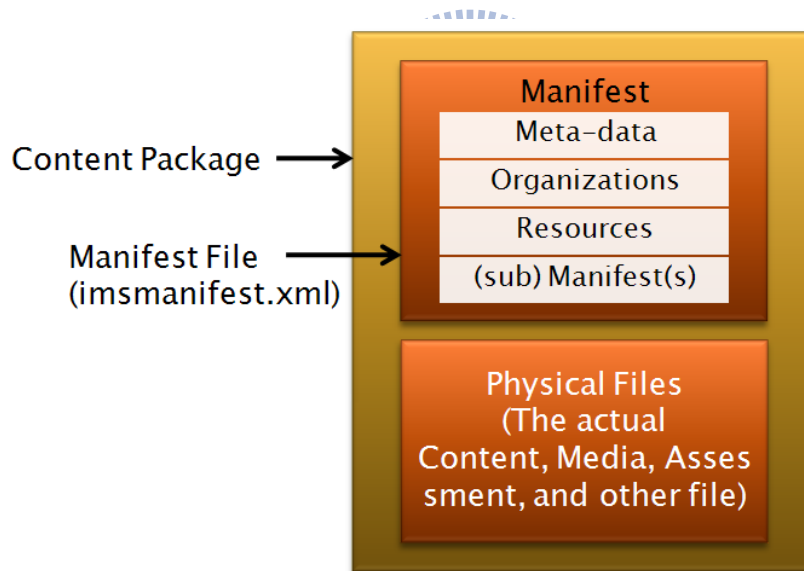 Manifest
Meta-data
Organizations
Resources
(sub) Manifest(s)
Content Package
Manifest File
(imsmanifest.xml)
Physical Files
(The actual
Content, Media, Asses
sment, and other file)